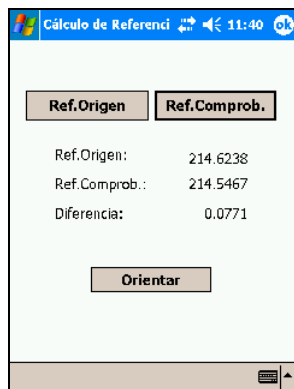 Cálculo de Referenci 11:40 ok
Ref.Origen Ref.Comprob.
Ref.Origen: 214.6238
Ref.Comprob.: 214.5467
Diferencia: 0.0771
Orientar